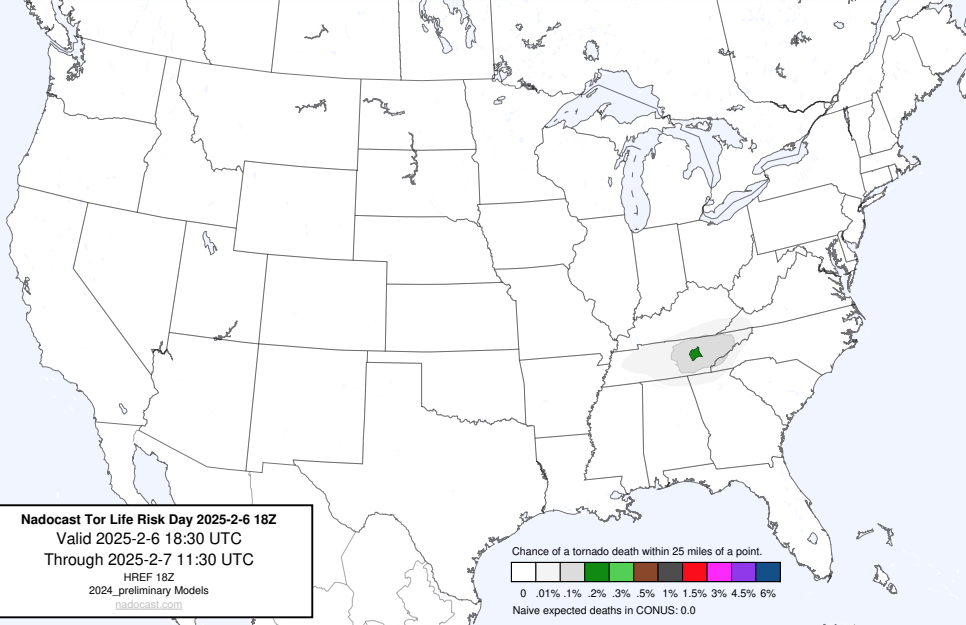 Nadocast Tor Life Risk Day 2025-2-6 18Z
Valid 2025-2-6 18:30 UTC
Through 2025-2-7 11:30 UTC
HREF 18Z
2024_preliminary Models
nadocast.com
Chance of a tornado death within 25 miles of a point.
0 .01% .1% .2% .3% .5% 1% 1.5% 3% 4.5% 6%
Naive expected deaths in CONUS: 0.0